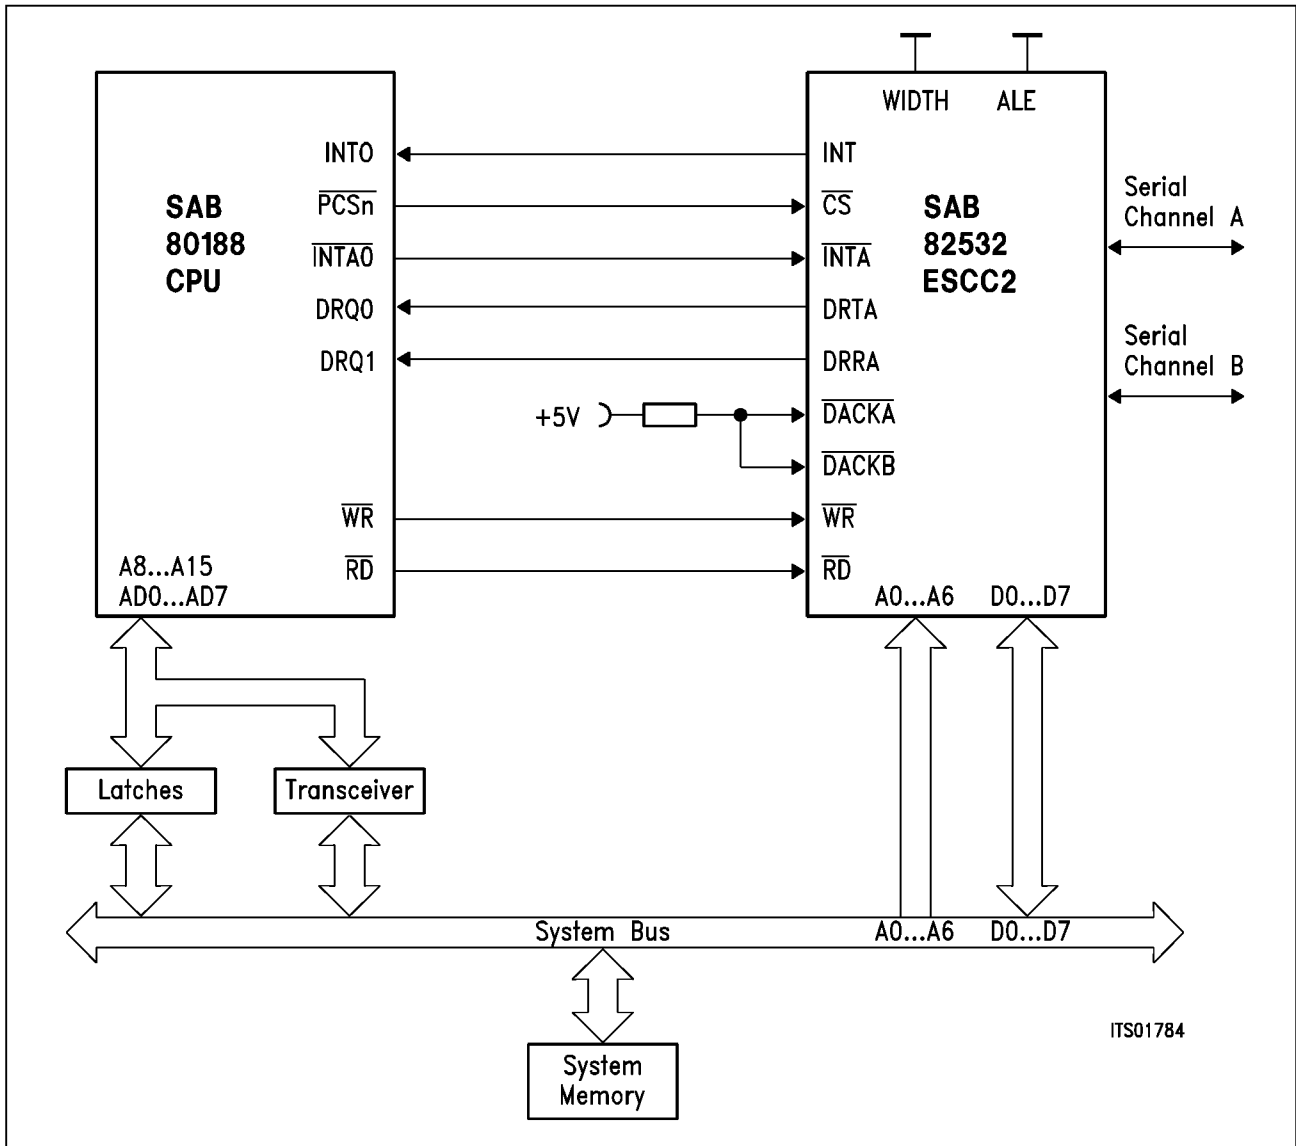 WIDTH ALE
INT0
INT
SAB
80188
CPU
PCSn
CS
SAB
82532
ESCC2
Serial
Channel A
INTA0
INTA
DRQ0
DRTA
DRQ1
DRRA
Serial
Channel B
+5V
DACKA
DACKB
WR
WR
RD
RD
A8...A15
AD0...AD7
A0...A6 D0...D7
Latches
Transceiver
System Bus
A0...A6 D0...D7
System
Memory
ITS01784